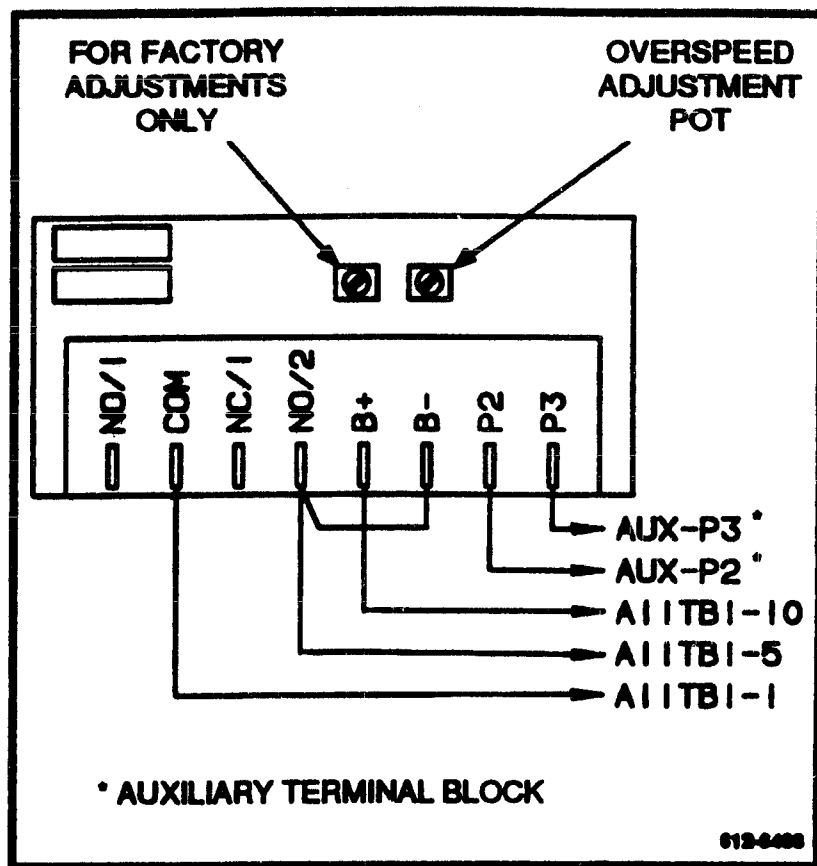 FOR FACTORY
ADJUSTMENTS
ONLY
OVERSPEED
ADJUSTMENT
POT
NO/1
COM
NC/1
NO/2
B+
B-
P2
P3
AUX-P3 *
AUX-P2 *
A11TB1-10
A11TB1-5
A11TB1-1
* AUXILIARY TERMINAL BLOCK